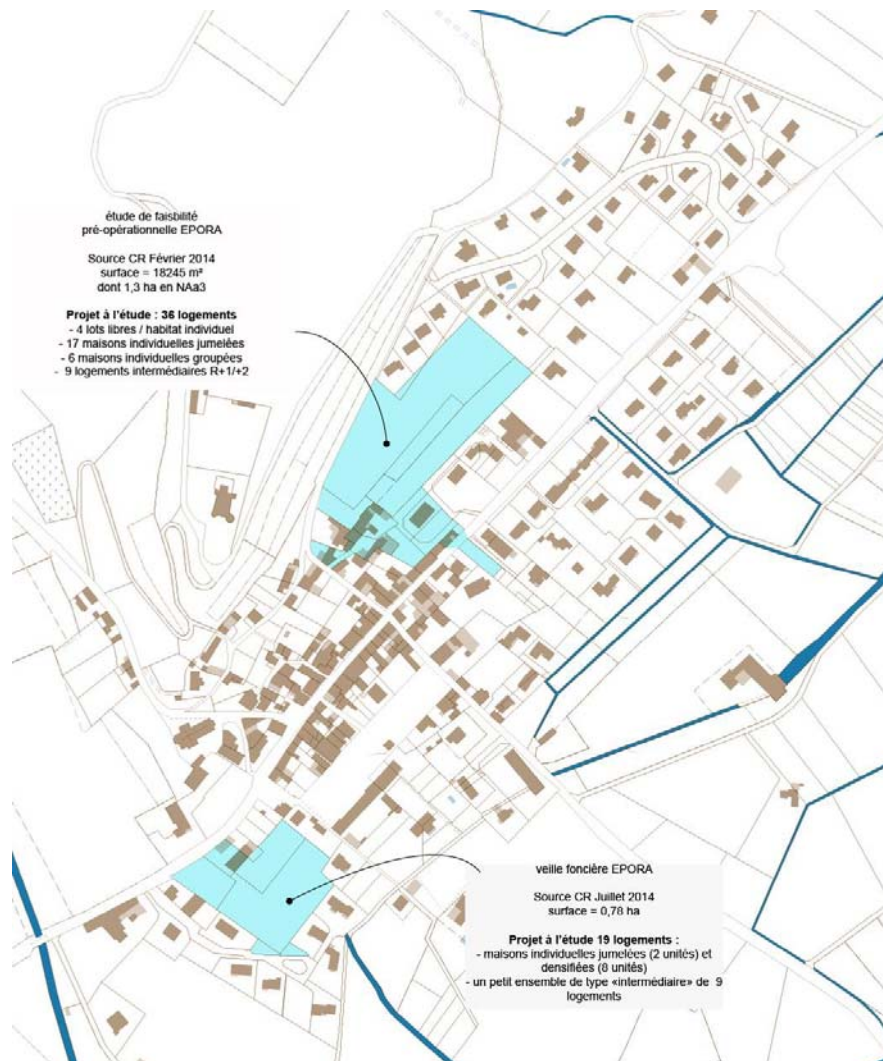 étude de faisbilité
pré-opérationnelle EPORA
Source CR Février 2014
surface = 18245 m²
dont 1,3 ha en NAa3
Projet à l'étude : 36 logements
- 4 lots libres / habitat individuel
- 17 maisons individuelles jumelées
- 6 maisons individuelles groupées
- 9 logements intermédiaires R+1/+2
veille foncière EPORA
Source CR Juillet 2014
surface = 0,78 ha
Projet à l'étude 19 logements :
- maisons individuelles jumelées (2 unités) et
densifiées (8 unités)
- un petit ensemble de type «intermédiaire» de 9
logements